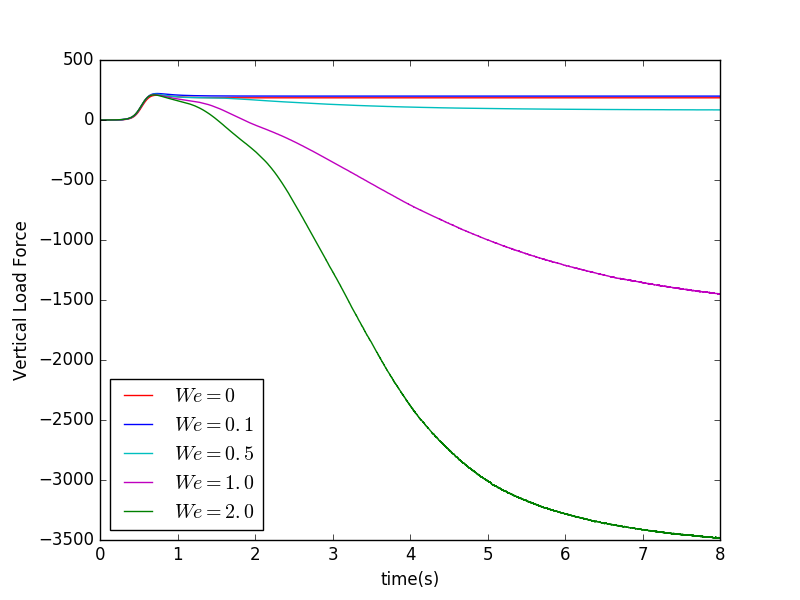 500
0
−500
−1000
−1500
−2000
−2500
−3000
−3500
Vertical Load Force
We = 0
We = 0.1
We = 0.5
We = 1.0
We = 2.0
0 1 2 3 4 5 6 7 8
time(s)